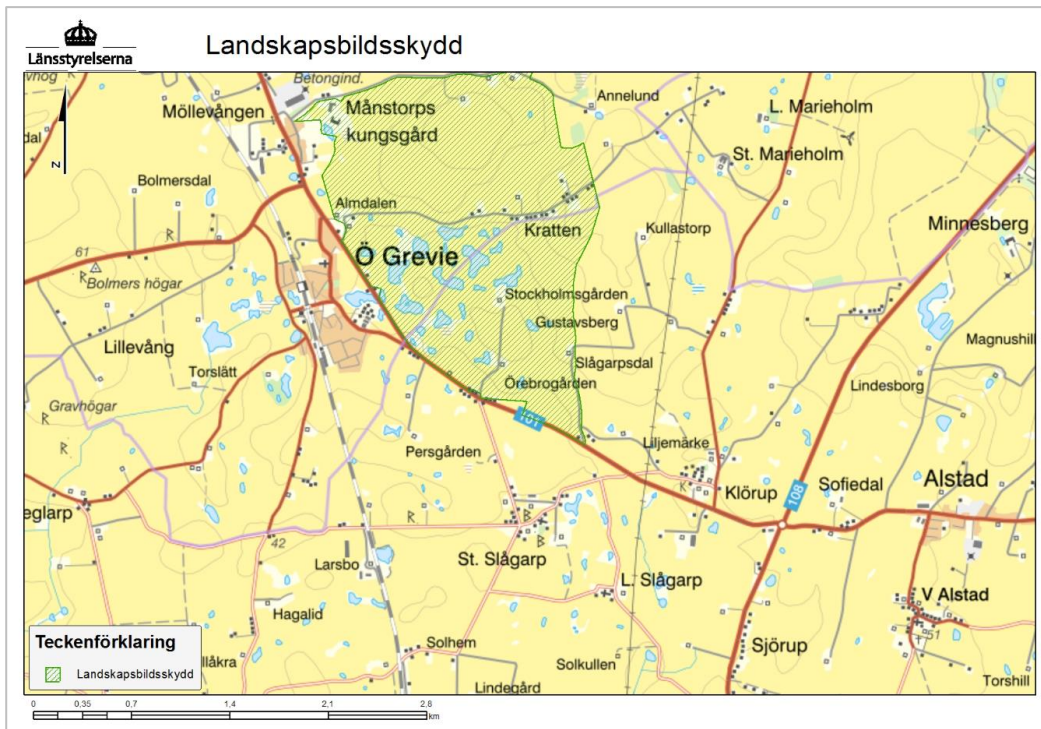 Länsstyrelserna
Landskapsbildsskydd
Betongind.
Möllevången
Månstorps
kungsgård
Annelund
L. Marieholm
St. Marieholm
N
Bolmersdal
Almdalen
Kratten
Kullastorp
Minnesberg
Ö Grevie
61
Bolmers högar
Stockholmsgården
Gustavsberg
Magnushill
Lillevång
Torslätt
Slågarpsdal
Örebrogården
Lindesborg
Gravhögar
101
Persgården
Liljemärke
Klörup
108
Sofiedal
Alstad
eglarp
42
St. Slågarp
Larsbo
L. Slågarp
V Alstad
Hagalid
51
Solhem
Sjörup
Solkullen
Torshill
Lindegård
Teckenförklaring
Landskapsbildsskydd
0 0,35 0,7 1,4 2,1 2,8
km